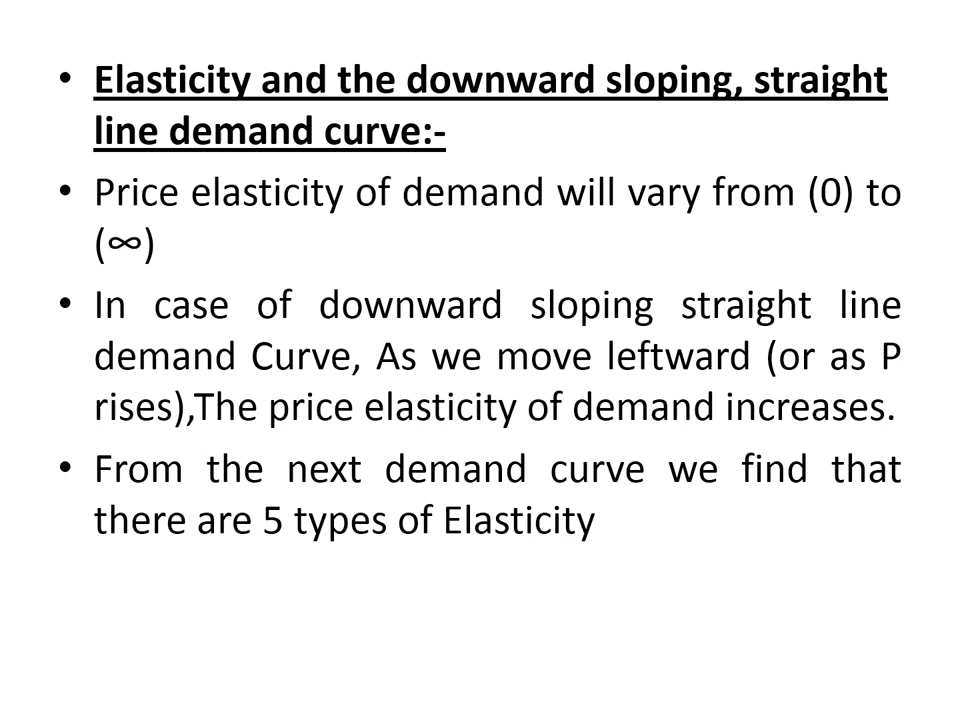 • Elasticity and the downward sloping, straight
line demand curve:-
• Price elasticity of demand will vary from (0) to
(∞)
• In case of downward sloping straight line
demand Curve, As we move leftward (or as P
rises),The price elasticity of demand increases.
• From the next demand curve we find that
there are 5 types of Elasticity